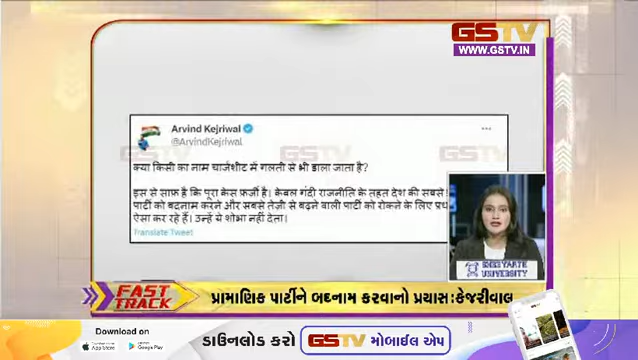 GSTV
WWW.GSTV.IN
Arvind Kejriwal
@ArvindKejriwal
क्या किसी का नाम चार्जशीट में गलती से भी डाला जाता है?
इस से साफ़ है कि पूरा केस फ़र्ज़ी है। केवल गंदी राजनीति के तहत देश की सबसे
पार्टी को बदनाम करने और सबसे तेज़ी से बढ़ने वाली पार्टी को रोकने के लिए प्रध
ऐसा कर रहे हैं। उन्हें ये शोभा नहीं देता।
Translate Tweet
SHREYARTH
UNIVERSITY
FAST
TRACK
પ્રામાણિક પાર્ટીને બદનામ કરવાનો પ્રયાસ:કેજરીવાલ
Download on
App Store
Google Play
ડાઉનલોડ કરો GSTV મોબાઈલ એપ